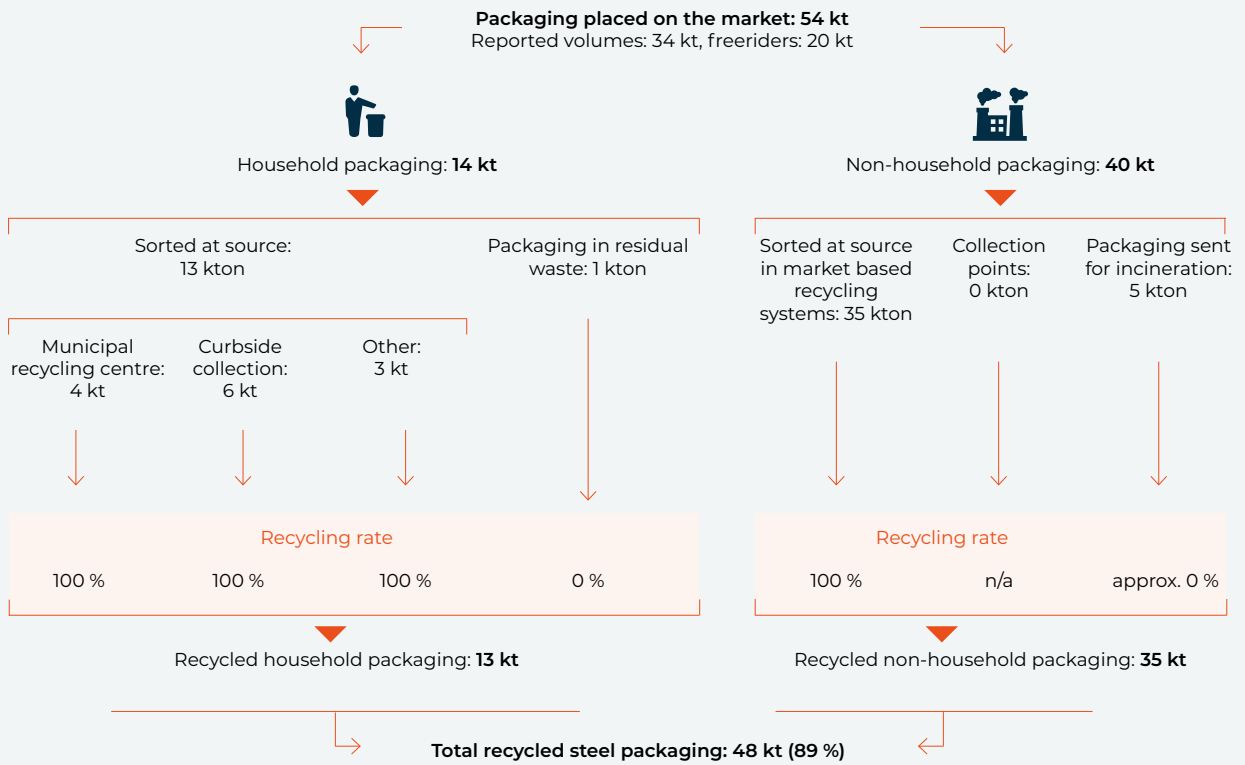 Packaging placed on the market: 54 kt
Reported volumes: 34 kt, freeriders: 20 kt
Household packaging: 14 kt
Non-household packaging: 40 kt
Sorted at source:
13 kton
Packaging in residual
waste: 1 kton
Sorted at source
in market based
recycling
systems: 35 kton
Collection
points:
0 kton
Packaging sent
for incineration:
5 kton
Municipal
recycling centre:
4 kt
Curbside
collection:
6 kt
Other:
3 kt
Recycling rate
100 %
100 %
100 %
0 %
Recycling rate
100 %
n/a
approx. 0 %
Recycled household packaging: 13 kt
Recycled non-household packaging: 35 kt
Total recycled steel packaging: 48 kt (89 %)